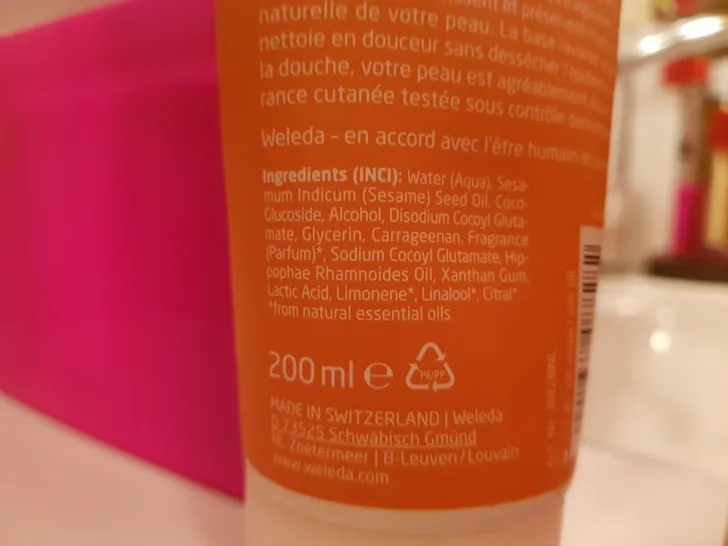 naturelle de votre peau. La base
nettoie en douceur sans dessécher
la douche, votre peau est agréablement
rance cutanée testée sous contrôle
Weleda – en accord avec l'être humain
Ingredients (INCI): Water (Aqua), Sesa-
mum Indicum (Sesame) Seed Oil, Coco-
Glucoside, Alcohol, Disodium Cocoyl Gluta-
mate, Glycerin, Carrageenan, Fragrance
(Parfum)*, Sodium Cocoyl Glutamate, Hip-
pophae Rhamnoides Oil, Xanthan Gum,
Lactic Acid, Limonene*, Linalool*, Citral*
*from natural essential oils
200 ml e
PE/PP
MADE IN SWITZERLAND | Weleda
D-73525 Schwäbisch Gmünd
NL-Zoetermeer | B-Leuven/Louvain
www.weleda.com